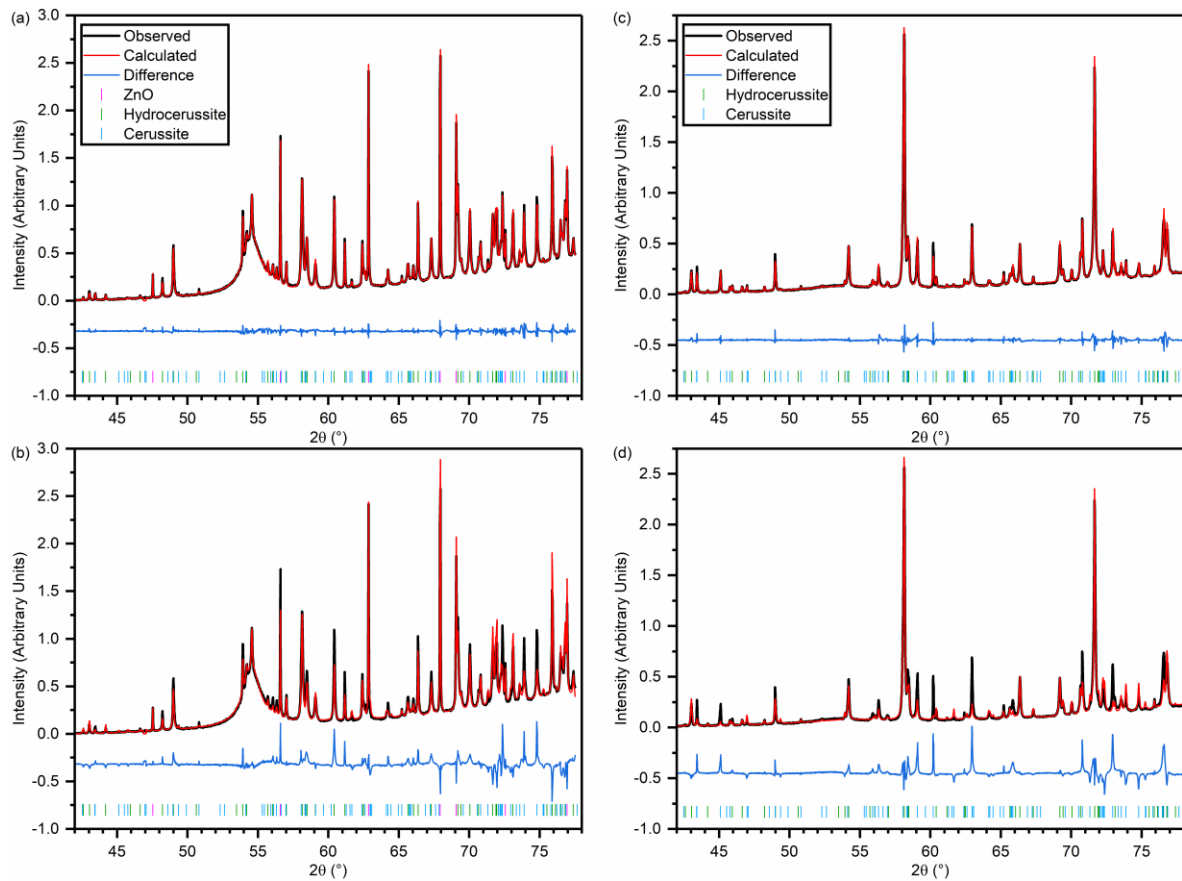 (a)
Observed
Calculated
Difference
ZnO
Hydrocerussite
Cerussite
Intensity (Arbitrary Units)
3.0
2.5
2.0
1.5
1.0
0.5
0.0
-0.5
-1.0
45 50 55 60 65 70 75
2θ (°)
(c)
Observed
Calculated
Difference
Hydrocerussite
Cerussite
Intensity (Arbitrary Units)
2.5
2.0
1.5
1.0
0.5
0.0
-0.5
-1.0
45 50 55 60 65 70 75
2θ (°)
(b)
Intensity (Arbitrary Units)
3.0
2.5
2.0
1.5
1.0
0.5
0.0
-0.5
-1.0
45 50 55 60 65 70 75
2θ (°)
(d)
Intensity (Arbitrary Units)
2.5
2.0
1.5
1.0
0.5
0.0
-0.5
-1.0
45 50 55 60 65 70 75
2θ (°)